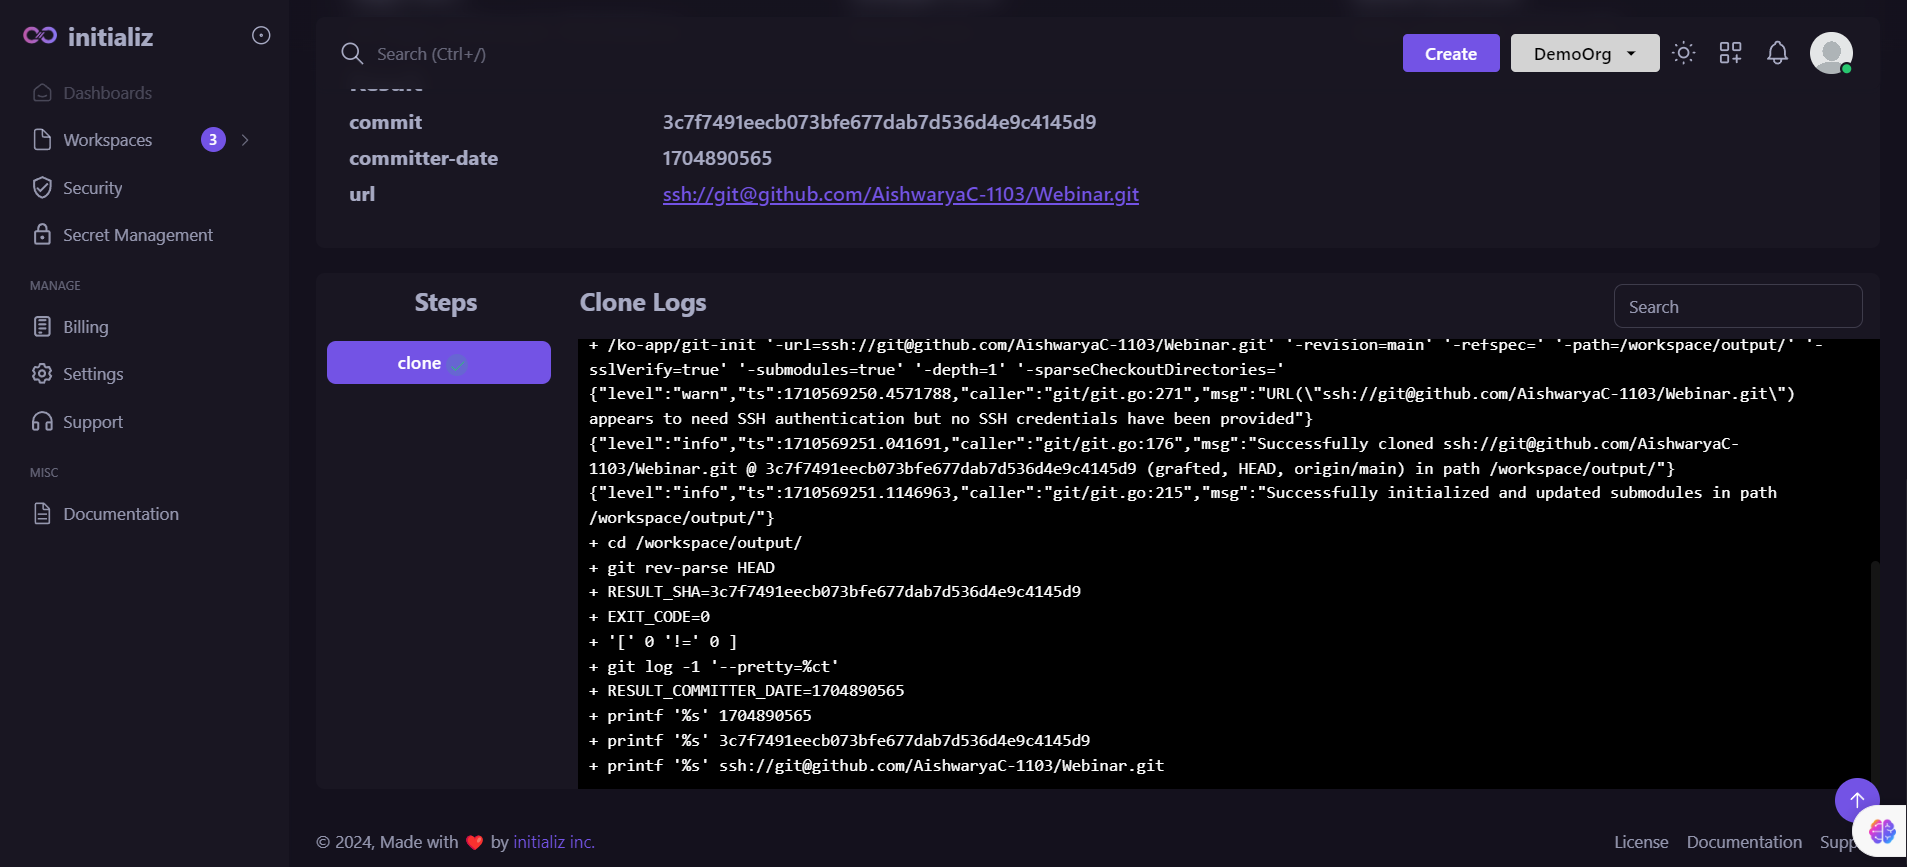 initializ
Dashboards
Workspaces 3
Security
Secret Management
MANAGE
Billing
Settings
Support
MISC
Documentation
Search (Ctrl+/)
Create
DemoOrg
commit 3c7f7491eecb073bfe677dab7d536d4e9c4145d9
committer-date 1704890565
url ssh://git@github.com/AishwaryaC-1103/Webinar.git
Steps
clone
Clone Logs
Search
+ /ko-app/git-init '-url=ssh://git@github.com/AishwaryaC-1103/Webinar.git' '-revision=main' '-refspec=' '-path=/workspace/output/' '-
sslVerify=true' '-submodules=true' '-depth=1' '-sparseCheckoutDirectories='
{"level":"warn","ts":1710569250.4571788,"caller":"git/git.go:271","msg":"URL(\"ssh://git@github.com/AishwaryaC-1103/Webinar.git\")
appears to need SSH authentication but no SSH credentials have been provided"}
{"level":"info","ts":1710569251.041691,"caller":"git/git.go:176","msg":"Successfully cloned ssh://git@github.com/AishwaryaC-
1103/Webinar.git @ 3c7f7491eecb073bfe677dab7d536d4e9c4145d9 (grafted, HEAD, origin/main) in path /workspace/output/"}
{"level":"info","ts":1710569251.1146963,"caller":"git/git.go:215","msg":"Successfully initialized and updated submodules in path
/workspace/output/"}
+ cd /workspace/output/
+ git rev-parse HEAD
+ RESULT_SHA=3c7f7491eecb073bfe677dab7d536d4e9c4145d9
+ EXIT_CODE=0
+ '[' 0 '!=' 0 ]
+ git log -1 '--pretty=%ct'
+ RESULT_COMMITTER_DATE=1704890565
+ printf '%s' 1704890565
+ printf '%s' 3c7f7491eecb073bfe677dab7d536d4e9c4145d9
+ printf '%s' ssh://git@github.com/AishwaryaC-1103/Webinar.git
© 2024, Made with ❤️ by initializ inc.
License Documentation